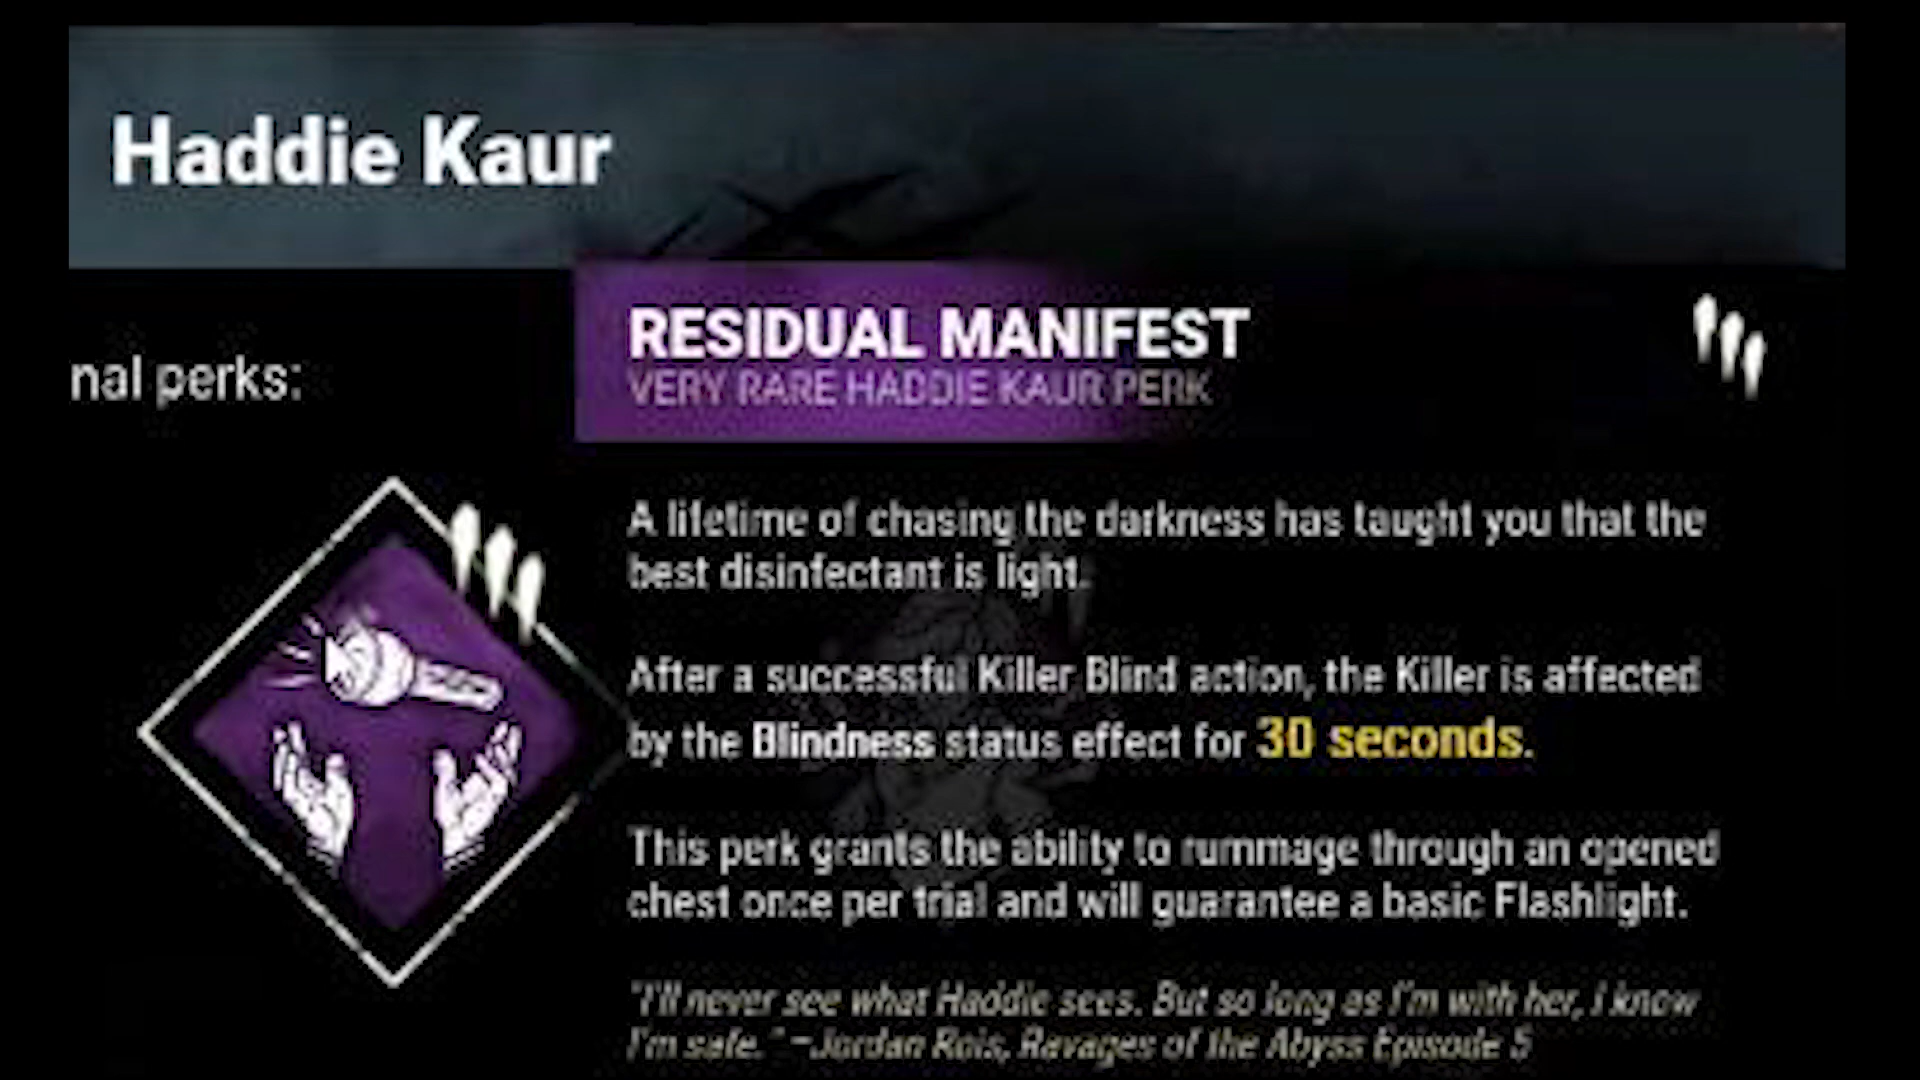 Haddie Kaur
RESIDUAL MANIFEST
VERY RARE HADDIE KAUR PERK
nal perks:
A lifetime of chasing the darkness has taught you that the
best disinfectant is light.
After a successful Killer Blind action, the Killer is affected
by the Blindness status effect for 30 seconds.
This perk grants the ability to rummage through an opened
chest once per trial and will guarantee a basic Flashlight.
"I'll never see what Haddie sees. But so long as I'm with her, I know
I'm safe." —Jordan Rois, Ravages of the Abyss Episode 5